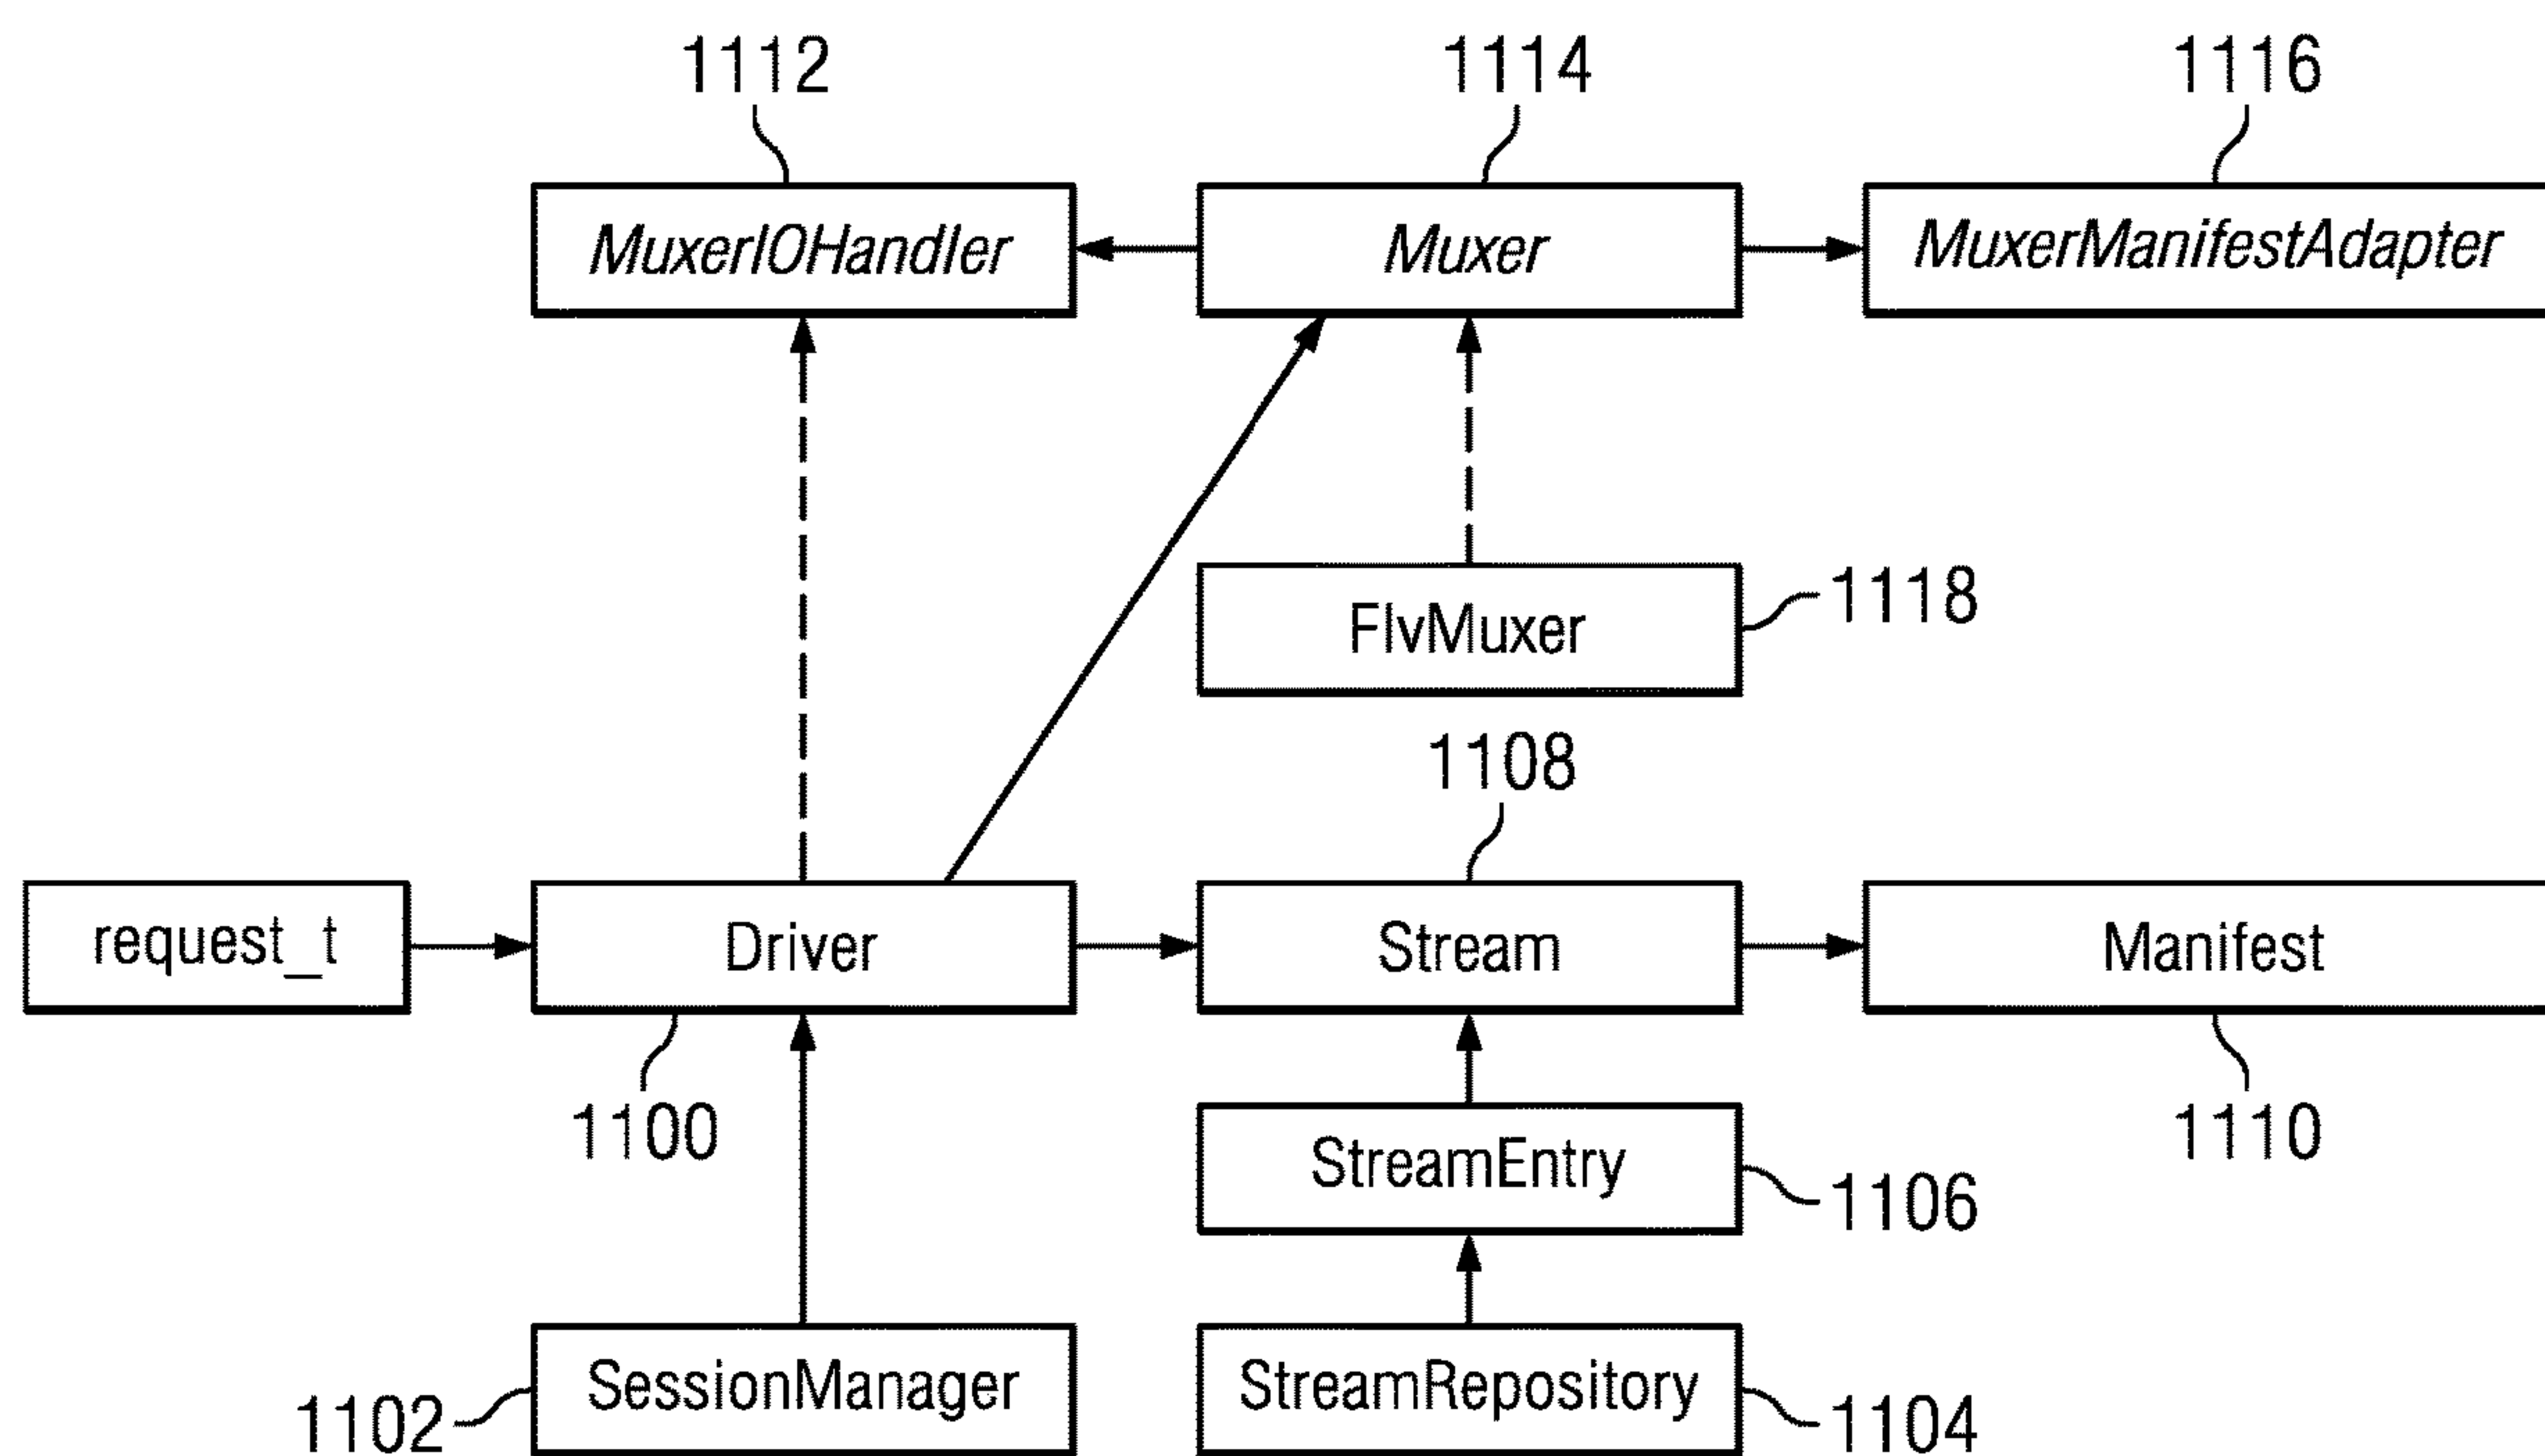 1112
1114
1116
MuxerIOHandler
Muxer
MuxerManifestAdapter
FlvMuxer
1118
1108
request_t
Driver
Stream
Manifest
1100
1110
StreamEntry
1106
SessionManager
StreamRepository
1102
1104